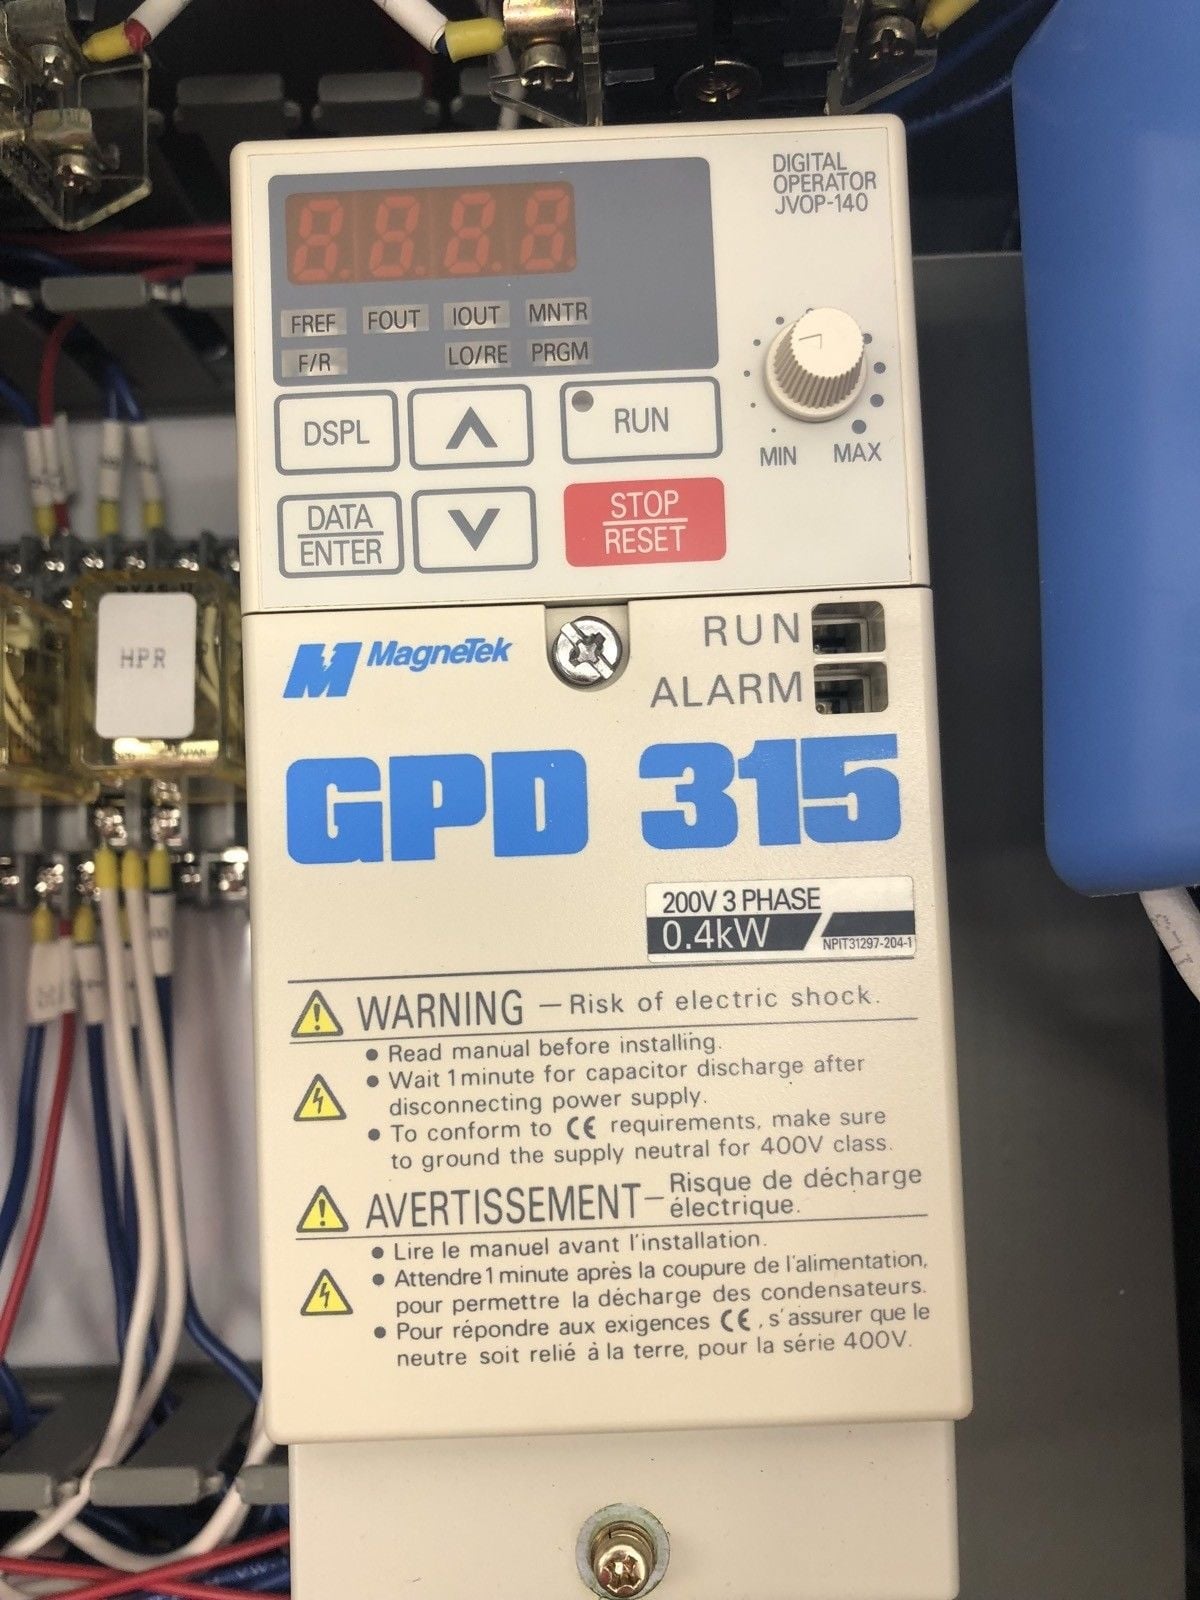 DIGITAL
OPERATOR
JVOP-140
8.8.8.8
FREF FOUT IOUT MNTR
F/R LO/RE PRGM
DSPL
RUN
MIN MAX
DATA
ENTER
STOP
RESET
MagneTek
RUN
ALARM
HPR
GPD 315
200V 3 PHASE
0.4kW
NPIT31297-204-1
WARNING – Risk of electric shock.
● Read manual before installing.
● Wait 1 minute for capacitor discharge after
disconnecting power supply.
● To conform to CE requirements, make sure
to ground the supply neutral for 400V class.
AVERTISSEMENT – Risque de décharge
électrique.
● Lire le manuel avant l'installation.
● Attendre 1 minute après la coupure de l'alimentation,
pour permettre la décharge des condensateurs.
● Pour répondre aux exigences CE, s'assurer que le
neutre soit relié à la terre, pour la série 400V.